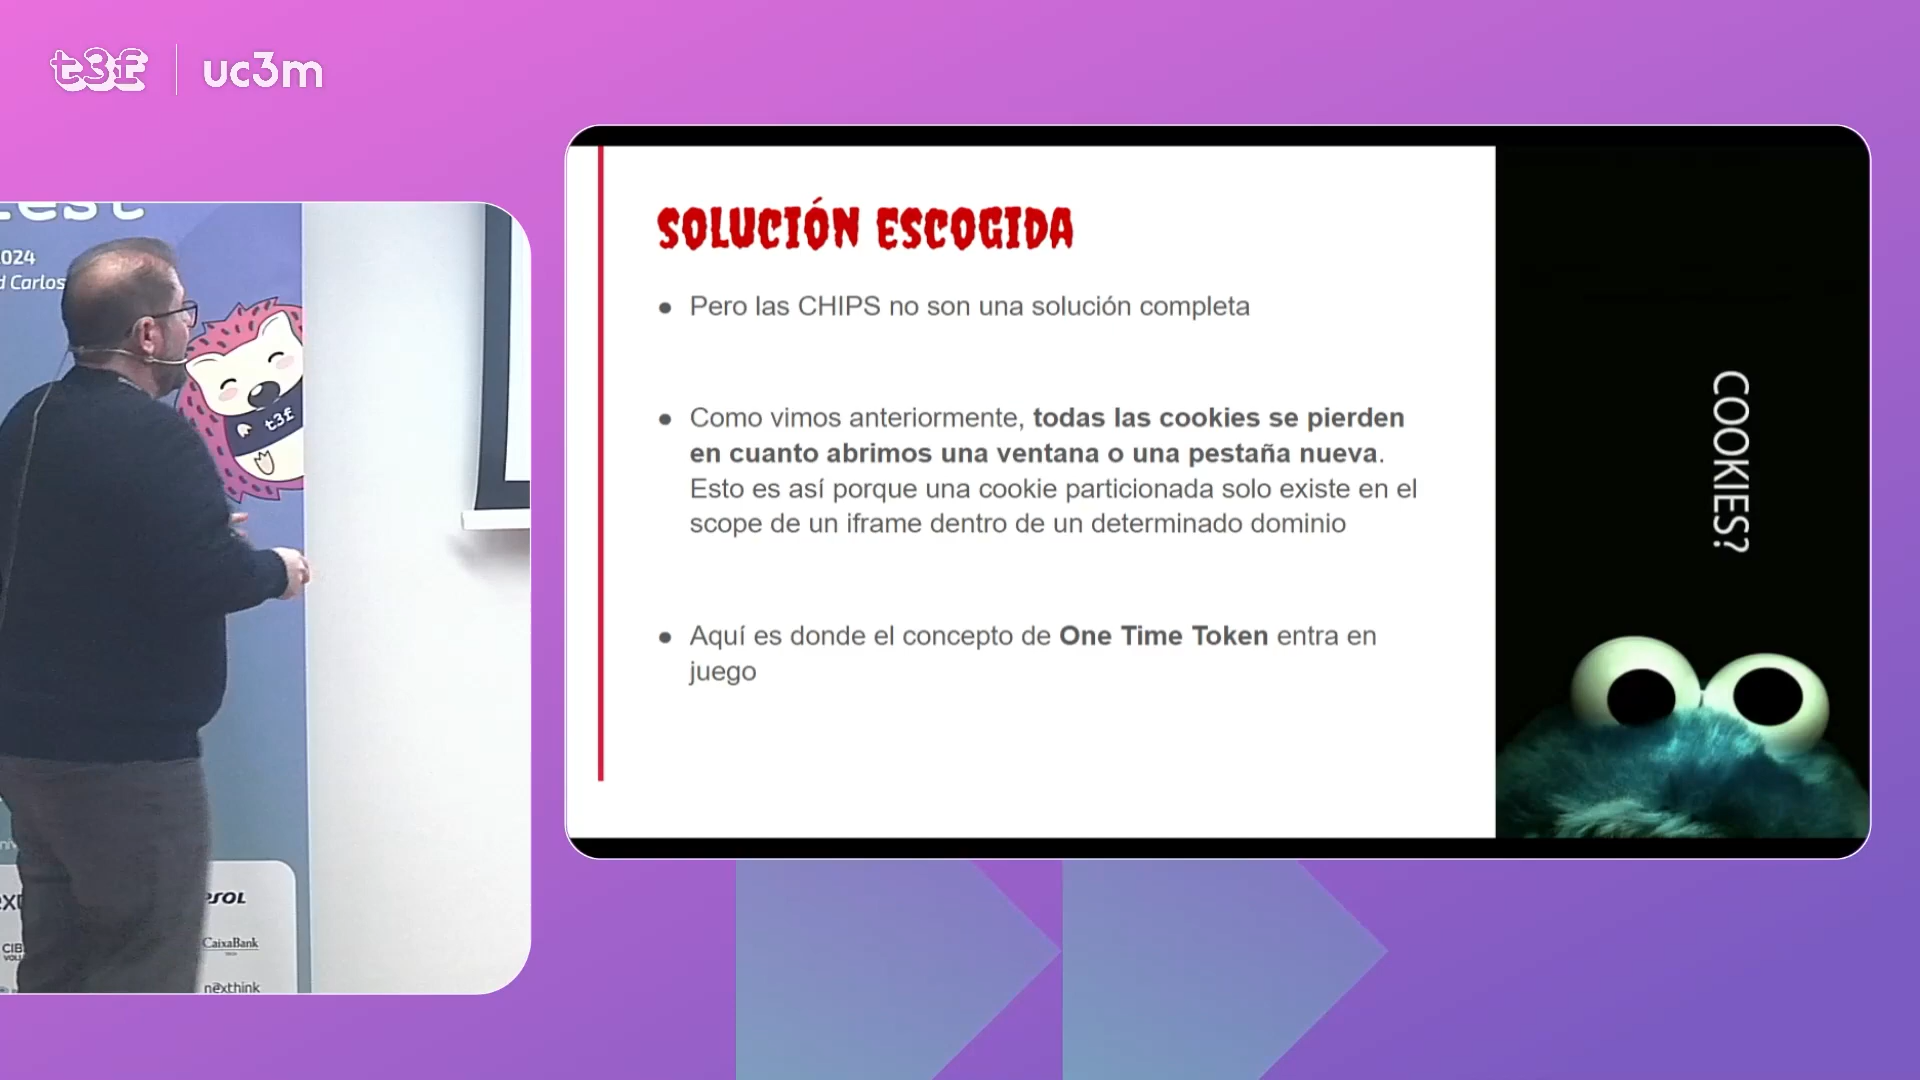 t3f
uc3m
SOLUCIÓN ESCOGIDA
● Pero las CHIPS no son una solución completa
● Como vimos anteriormente, todas las cookies se pierden
en cuanto abrimos una ventana o una pestaña nueva.
Esto es así porque una cookie particionada solo existe en el
scope de un iframe dentro de un determinado dominio
● Aquí es donde el concepto de One Time Token entra en
juego
COOKIES?
024
d Carlos
t3f
CaixaBank
nexthink